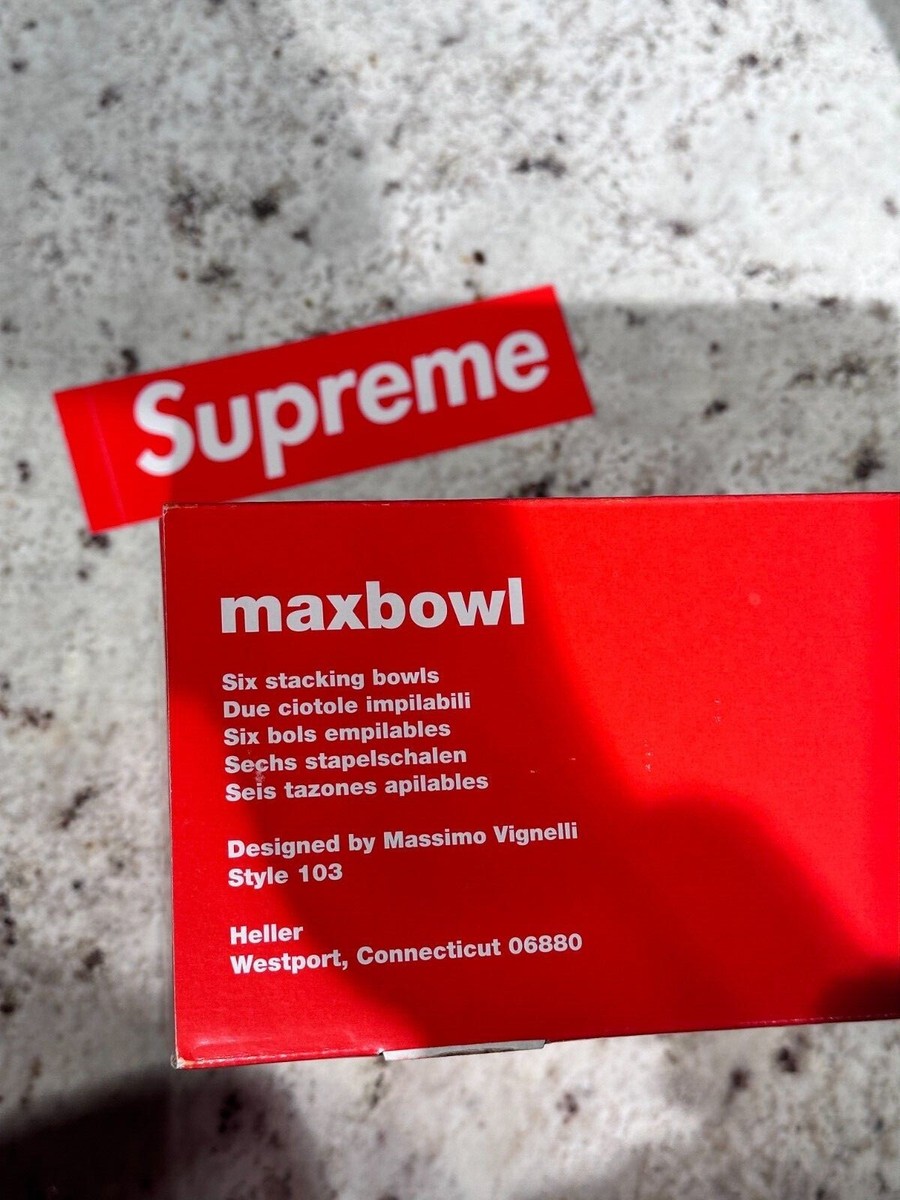 Supreme
maxbowl
Six stacking bowls
Due ciotole impilabili
Six bols empilables
Sechs stapelschalen
Seis tazones apilables
Designed by Massimo Vignelli
Style 103
Heller
Westport, Connecticut 06880